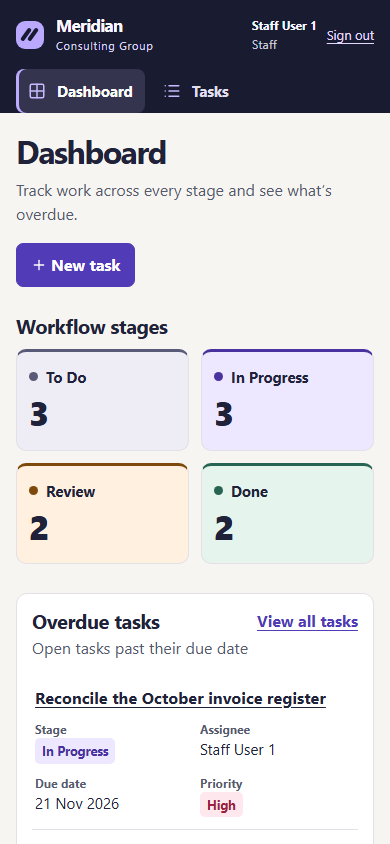 Meridian
Consulting Group
Staff User 1
Staff
Sign out
Dashboard
Tasks
Dashboard
Track work across every stage and see what's
overdue.
+ New task
Workflow stages
To Do
3
In Progress
3
Review
2
Done
2
Overdue tasks
View all tasks
Open tasks past their due date
Reconcile the October invoice register
Stage
In Progress
Assignee
Staff User 1
Due date
21 Nov 2026
Priority
High